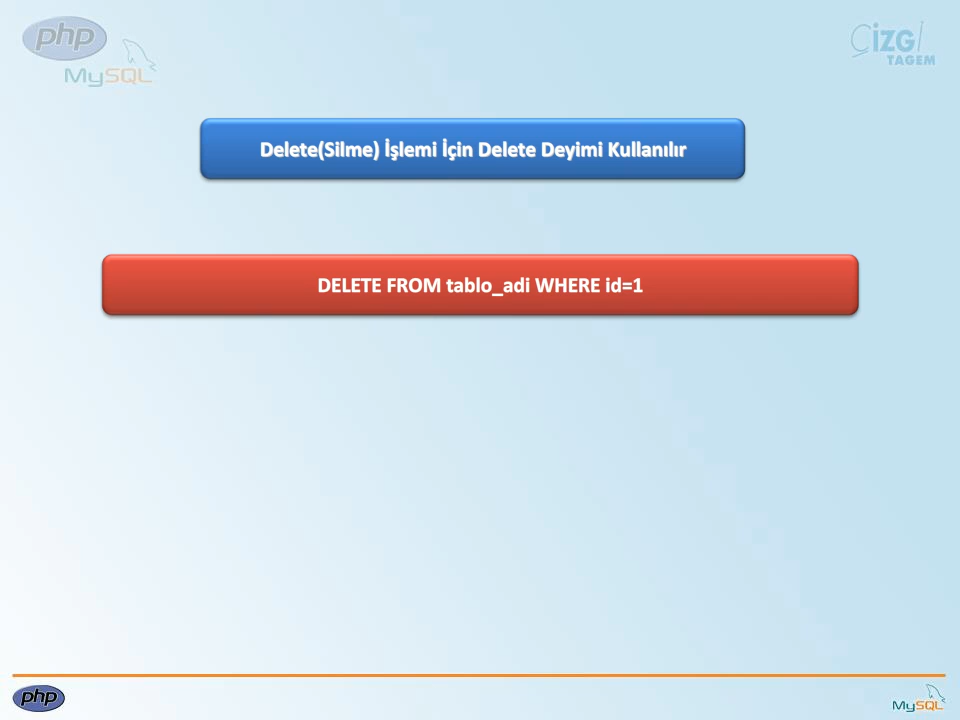 php
MySQL
ÇizGi
TAGEM
Delete(Silme) İşlemi İçin Delete Deyimi Kullanılır
DELETE FROM tablo_adi WHERE id=1
php
MySQL